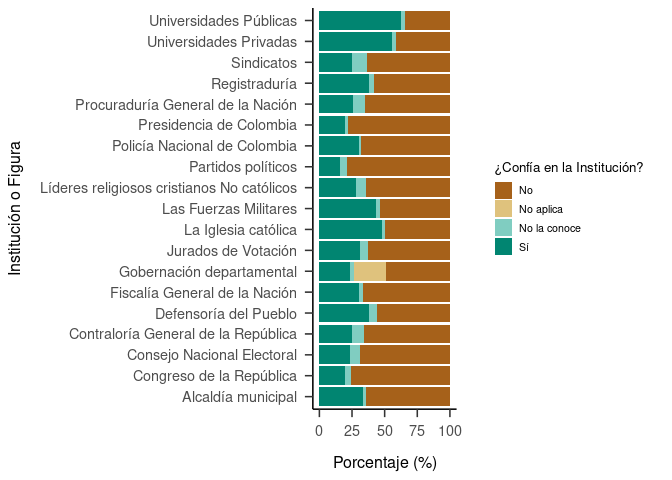 Institución o Figura
Universidades Públicas
Universidades Privadas
Sindicatos
Registraduría
Procuraduría General de la Nación
Presidencia de Colombia
Policía Nacional de Colombia
Partidos políticos
Líderes religiosos cristianos No católicos
Las Fuerzas Militares
La Iglesia católica
Jurados de Votación
Gobernación departamental
Fiscalía General de la Nación
Defensoría del Pueblo
Contraloría General de la República
Consejo Nacional Electoral
Congreso de la República
Alcaldía municipal
0 25 50 75 100
Porcentaje (%)
¿Confía en la Institución?
No
No aplica
No la conoce
Sí